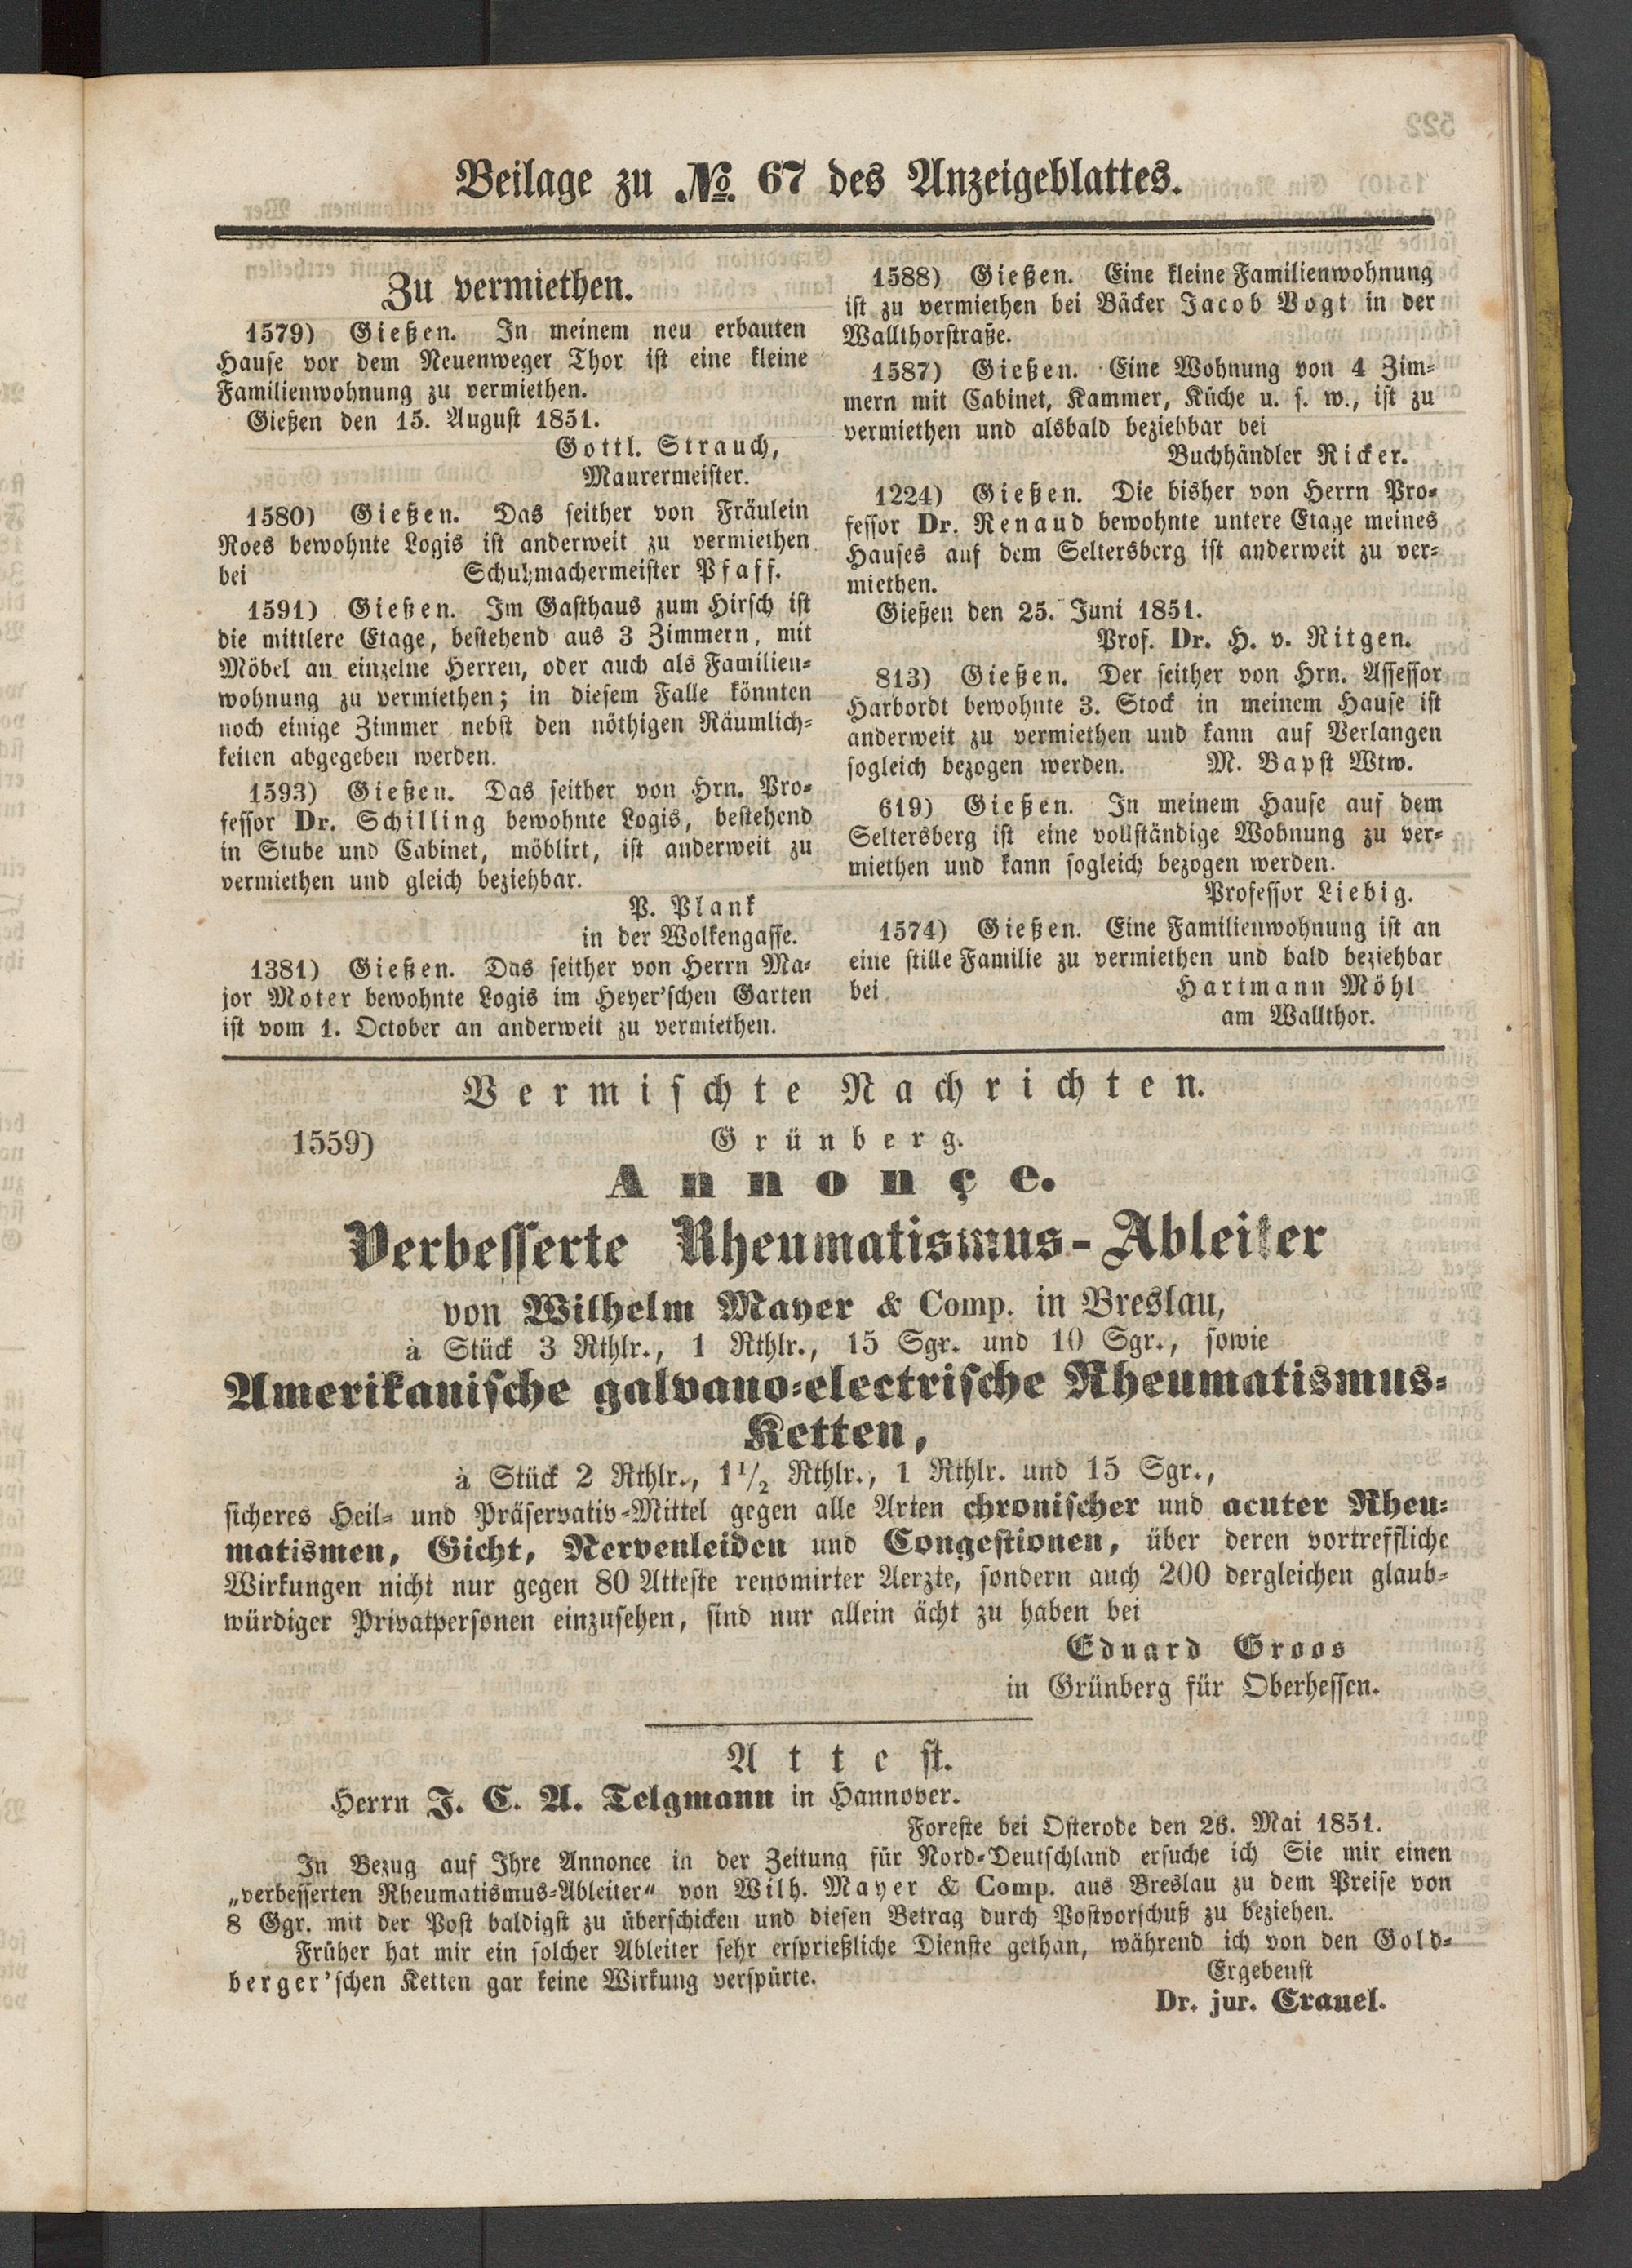 Beilage zu № 67 des Anzeigeblattes.
Zu vermiethen.
1579) Gießen. In meinem neu erbauten
Hause vor dem Neuenweger Thor ist eine kleine
Familienwohnung zu vermiethen.
Gießen den 15. August 1851.
Gottl. Strauch,
Maurermeister.
1580) Gießen. Das seither von Fräulein
Roes bewohnte Logis ist anderweit zu vermiethen
bei Schuhmachermeister Pfaff.
1591) Gießen. Im Gasthaus zum Hirsch ist
die mittlere Etage, bestehend aus 3 Zimmern, mit
Möbel an einzelne Herren, oder auch als Familien-
wohnung zu vermiethen; in diesem Falle könnten
noch einige Zimmer nebst den nöthigen Räumlich-
keiten abgegeben werden.
1593) Gießen. Das seither von Hrn. Pro-
fessor Dr. Schilling bewohnte Logis, bestehend
in Stube und Cabinet, möblirt, ist anderweit zu
vermiethen und gleich beziehbar.
P. Plank
in der Wolkengasse.
1381) Gießen. Das seither von Herrn Ma-
jor Moter bewohnte Logis im Heyer'schen Garten
ist vom 1. October an anderweit zu vermiethen.
1588) Gießen. Eine kleine Familienwohnung
ist zu vermiethen bei Bäcker Jacob Vogt in der
Wallthorstraße.
1587) Gießen. Eine Wohnung von 4 Zim-
mern mit Cabinet, Kammer, Küche u. s. w., ist zu
vermiethen und alsbald beziehbar bei
Buchhändler Ricker.
1224) Gießen. Die bisher von Herrn Pro-
fessor Dr. Renaud bewohnte untere Etage meines
Hauses auf dem Seltersberg ist anderweit zu ver-
miethen.
Gießen den 25. Juni 1851.
Prof. Dr. H. v. Ritgen.
813) Gießen. Der seither von Hrn. Assessor
Harbordt bewohnte 3. Stock in meinem Hause ist
anderweit zu vermiethen und kann auf Verlangen
sogleich bezogen werden. M. Bapst Wtw.
619) Gießen. In meinem Hause auf dem
Seltersberg ist eine vollständige Wohnung zu ver-
miethen und kann sogleich bezogen werden.
Professor Liebig.
1574) Gießen. Eine Familienwohnung ist an
eine stille Familie zu vermiethen und bald beziehbar
bei Hartmann Möhl
am Wallthor.
Vermischte Nachrichten.
1559) Grünberg.
Annonçe.
Verbesserte Rheumatismus-Ableiter
von Wilhelm Mayer & Comp. in Breslau,
à Stück 3 Rthlr., 1 Rthlr., 15 Sgr. und 10 Sgr., sowie
Amerikanische galvano-electrische Rheumatismus-
Ketten,
à Stück 2 Rthlr., 1 1/2 Rthlr., 1 Rthlr. und 15 Sgr.,
sicheres Heil- und Präservativ-Mittel gegen alle Arten chronischer und acuter Rheu-
matismen, Gicht, Nervenleiden und Congestionen, über deren vortreffliche
Wirkungen nicht nur gegen 80 Atteste renomirter Aerzte, sondern auch 200 dergleichen glaub-
würdiger Privatpersonen einzusehen, sind nur allein ächt zu haben bei
Eduard Groos
in Grünberg für Oberhessen.
Attest.
Herrn J. C. A. Telgmann in Hannover.
Foreste bei Osterode den 26. Mai 1851.
In Bezug auf Ihre Annonce in der Zeitung für Nord-Deutschland ersuche ich Sie mir einen
„verbesserten Rheumatismus-Ableiter“ von Wilh. Mayer & Comp. aus Breslau zu dem Preise von
8 Ggr. mit der Post baldigst zu überschicken und diesen Betrag durch Postvorschuß zu beziehen.
Früher hat mir ein solcher Ableiter sehr ersprießliche Dienste gethan, während ich von den Gold-
berger'schen Ketten gar keine Wirkung verspürte.
Ergebenst
Dr. jur. Crauel.